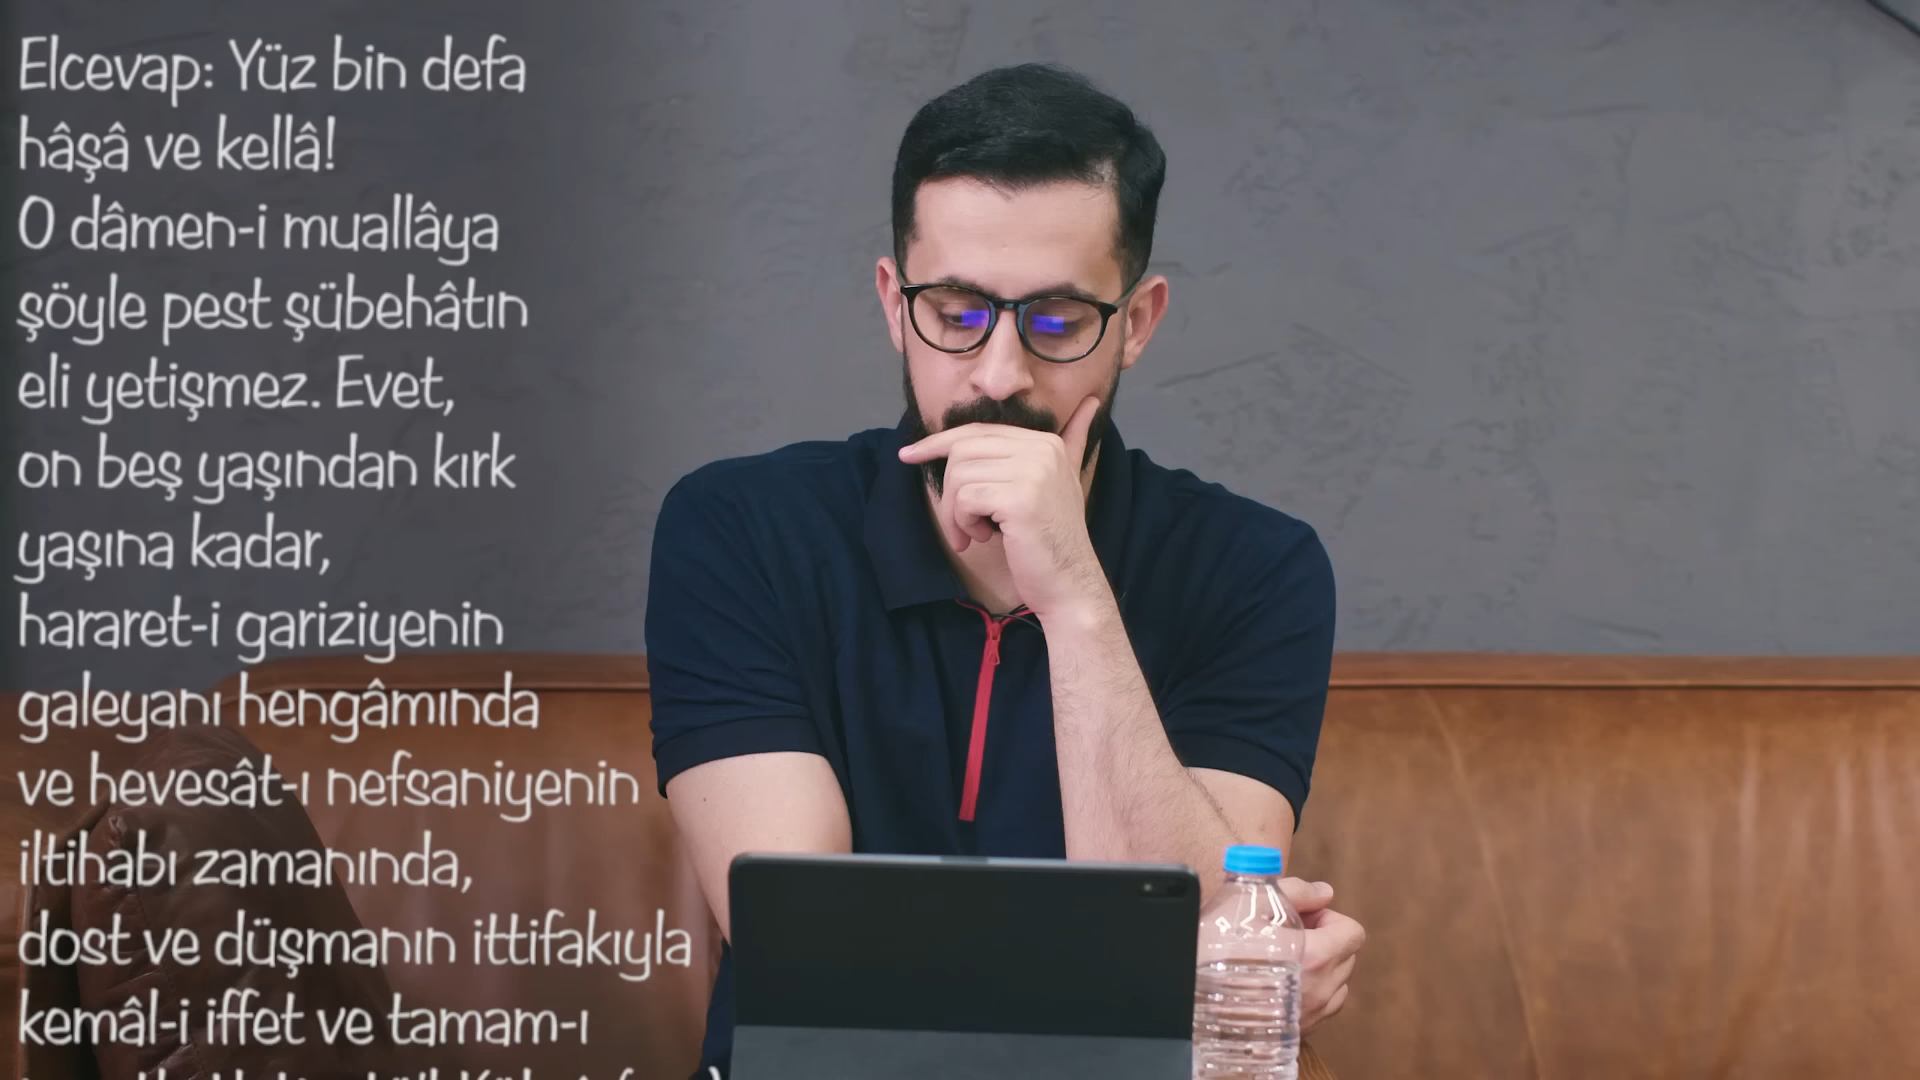 Elcevap: Yüz bin defa
hâşâ ve kellâ!
O dâmen-i muallâya
şöyle pest şübehâtın
eli yetişmez. Evet,
on beş yaşından kırk
yaşına kadar,
hararet-i gariziyenin
galeyanı hengâmında
ve hevesât-ı nefsaniyenin
iltihabı zamanında,
dost ve düşmanın ittifakıyla
kemâl-i iffet ve tamam-ı